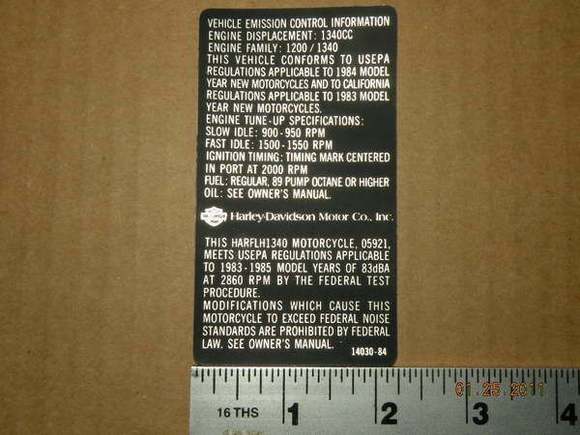 VEHICLE EMISSION CONTROL INFORMATION
ENGINE DISPLACEMENT: 1340CC
ENGINE FAMILY: 1200 / 1340
THIS VEHICLE CONFORMS TO USEPA
REGULATIONS APPLICABLE TO 1984 MODEL
YEAR NEW MOTORCYCLES AND TO CALIFORNIA
REGULATIONS APPLICABLE TO 1983 MODEL
YEAR NEW MOTORCYCLES.
ENGINE TUNE-UP SPECIFICATIONS:
SLOW IDLE: 900-950 RPM
FAST IDLE: 1500-1550 RPM
IGNITION TIMING: TIMING MARK CENTERED
IN PORT AT 2000 RPM
FUEL: REGULAR, 89 PUMP OCTANE OR HIGHER
OIL: SEE OWNER'S MANUAL.
Harley-Davidson Motor Co., Inc.
THIS HARFLH1340 MOTORCYCLE, 05921,
MEETS USEPA REGULATIONS APPLICABLE
TO 1983-1985 MODEL YEARS OF 83dBA
AT 2860 RPM BY THE FEDERAL TEST
PROCEDURE.
MODIFICATIONS WHICH CAUSE THIS
MOTORCYCLE TO EXCEED FEDERAL NOISE
STANDARDS ARE PROHIBITED BY FEDERAL
LAW. SEE OWNER'S MANUAL.
14030-84
01.25.2011
16 THS 1 2 3 4